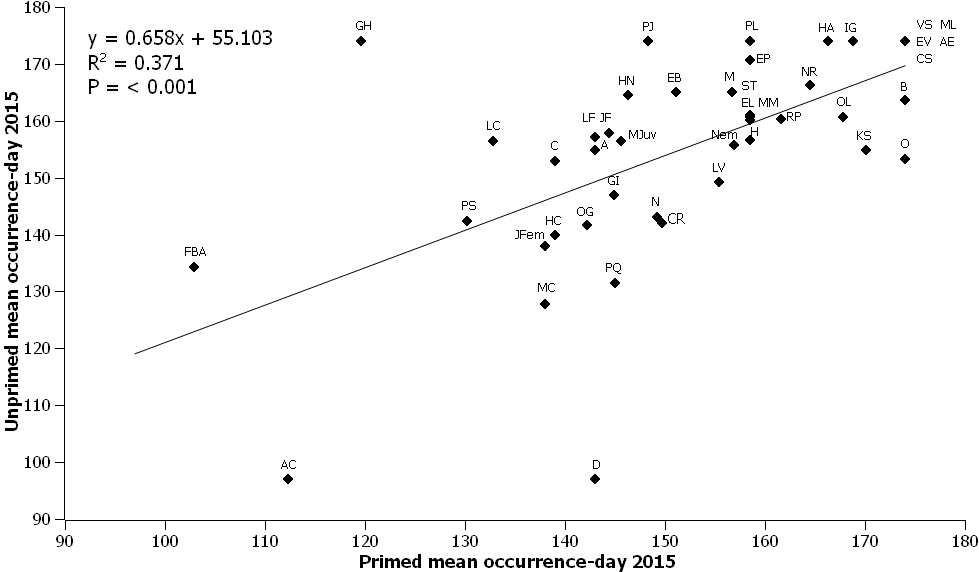 180
170
160
150
140
130
120
110
100
90
Unprimed mean occurrence-day 2015
y = 0.658x + 55.103
R² = 0.371
P = < 0.001
GH
PJ
PL
HA
IG
VS ML
EV AE
CS
EP
HN
EB
M
ST
NR
B
EL MM
RP
OL
LC
LF JF
A
MJuv
Nem
H
KS
O
C
LV
GI
PS
OG
N
CR
HC
JFem
FBA
PQ
MC
AC
D
90 100 110 120 130 140 150 160 170 180
Primed mean occurrence-day 2015